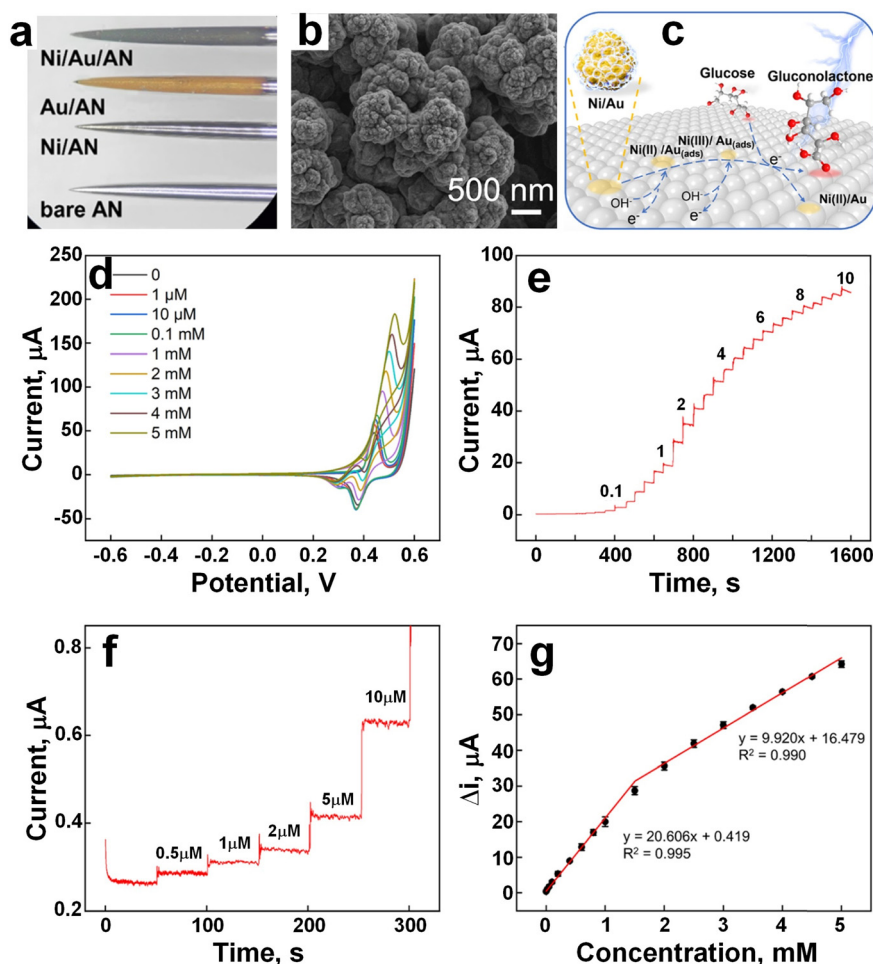 a
Ni/Au/AN
Au/AN
Ni/AN
bare AN
b
500 nm
c
Ni/Au
Glucose
Gluconolactone
Ni(II) /Au(ads)
Ni(III)/ Au(ads)
e-
OH-
e-
OH-
e-
Ni(II)/Au
d
250
200
150
100
50
0
-50
Current, μA
0
1 μM
10 μM
0.1 mM
1 mM
2 mM
3 mM
4 mM
5 mM
-0.6
-0.4
-0.2
0.0
0.2
0.4
0.6
Potential, V
e
100
80
60
40
20
0
Current, μA
0.1
1
2
4
6
8
10
0
400
800
1200
1600
Time, s
f
0.8
0.6
0.4
0.2
Current, μA
0.5μM
1μM
2μM
5μM
10μM
0
100
200
300
Time, s
g
70
60
50
40
30
20
10
0
Δi, μA
y = 9.920x + 16.479
R² = 0.990
y = 20.606x + 0.419
R² = 0.995
0
1
2
3
4
5
Concentration, mM